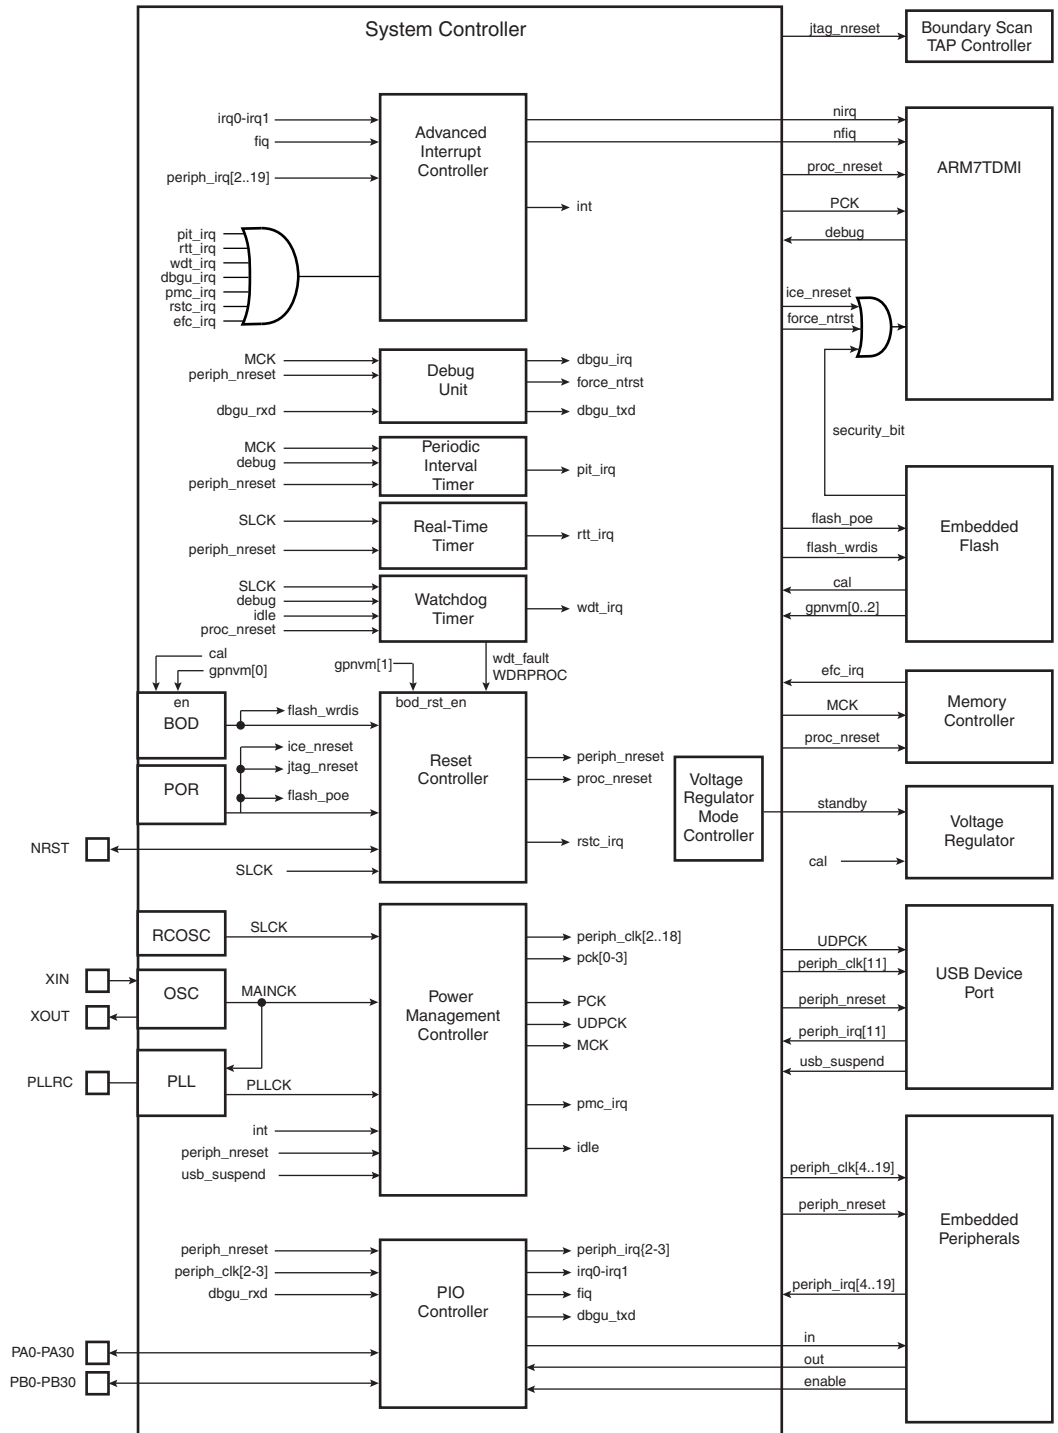 System Controller
jtag_nreset
Boundary Scan
TAP Controller
irq0-irq1
fiq
periph_irq[2..19]
Advanced
Interrupt
Controller
int
nirq
nfiq
proc_nreset
PCK
debug
ARM7TDMI
pit_irq
rtt_irq
wdt_irq
dbgu_irq
pmc_irq
rstc_irq
efc_irq
ice_nreset
force_ntrst
security_bit
MCK
periph_nreset
dbgu_rxd
Debug
Unit
dbgu_irq
force_ntrst
dbgu_txd
MCK
debug
periph_nreset
Periodic
Interval
Timer
pit_irq
SLCK
periph_nreset
Real-Time
Timer
rtt_irq
flash_poe
flash_wrdis
cal
gpnvm[0..2]
Embedded
Flash
SLCK
debug
idle
proc_nreset
Watchdog
Timer
wdt_irq
cal
gpnvm[0]
gpnvm[1]
wdt_fault
WDRPROC
en
BOD
bod_rst_en
flash_wrdis
ice_nreset
jtag_nreset
flash_poe
POR
Reset
Controller
periph_nreset
proc_nreset
rstc_irq
NRST
SLCK
efc_irq
MCK
proc_nreset
Memory
Controller
Voltage
Regulator
Mode
Controller
standby
cal
Voltage
Regulator
RCOSC
SLCK
XIN
OSC
MAINCK
XOUT
PLLRC
PLL
PLLCK
int
periph_nreset
usb_suspend
Power
Management
Controller
periph_clk[2..18]
pck[0-3]
PCK
UDPCK
MCK
pmc_irq
idle
UDPCK
periph_clk[11]
periph_nreset
periph_irq[11]
usb_suspend
USB Device
Port
periph_clk[4..19]
periph_nreset
periph_irq[4..19]
Embedded
Peripherals
periph_nreset
periph_clk[2-3]
dbgu_rxd
PIO
Controller
periph_irq{2-3]
irq0-irq1
fiq
dbgu_txd
in
out
enable
PA0-PA30
PB0-PB30